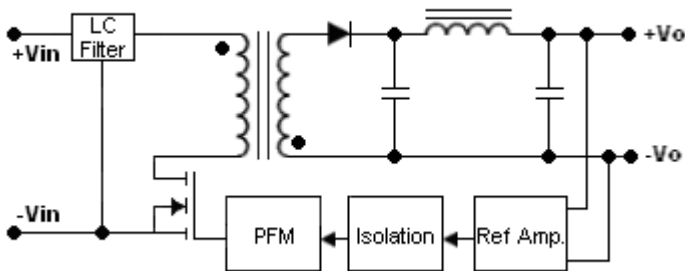 LC
Filter
+Vin
+Vo
-Vo
-Vin
PFM
Isolation
Ref Amp.